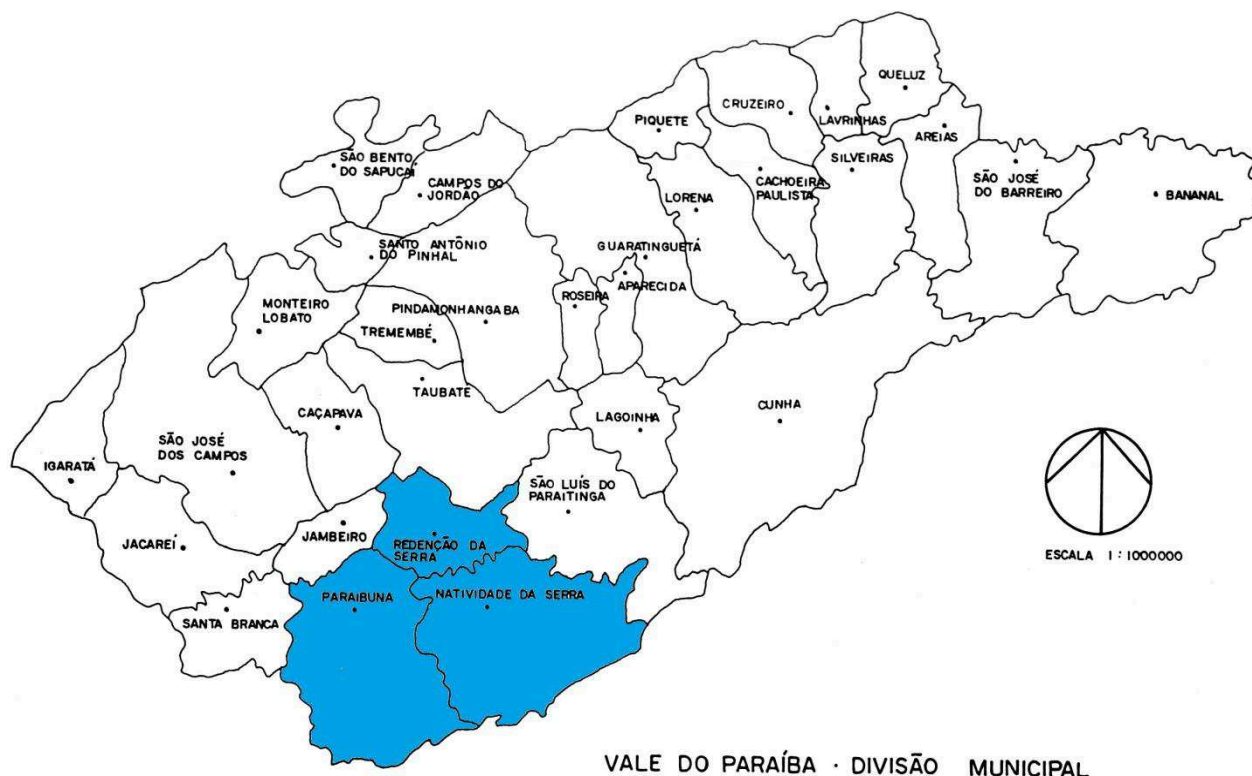 QUELUZ
CRUZEIRO
LAVRINHAS
PIQUETE
AREIAS
SÃO BENTO
DO SAPUCAÍ
CAMPOS DO
JORDÃO
CACHOEIRA
PAULISTA
SILVEIRAS
SÃO JOSÉ
DO BARREIRO
BANANAL
LORENA
SANTO ANTÔNIO
DO PINHAL
GUARATINGUETÁ
APARECIDA
ROSEIRA
MONTEIRO
LOBATO
PINDAMONHANGABA
TREMEMBÉ
TAUBATE
CAÇAPAVA
LAGOINHA
CUNHA
SÃO JOSÉ
DOS CAMPOS
IGARATÁ
SÃO LUÍS DO
PARAITINGA
JACAREÍ
JAMBEIRO
REDENÇÃO DA
SERRA
ESCALA 1:1000000
PARAIBUNA
NATIVIDADE DA SERRA
SANTA BRANCA
VALE DO PARAÍBA · DIVISÃO MUNICIPAL